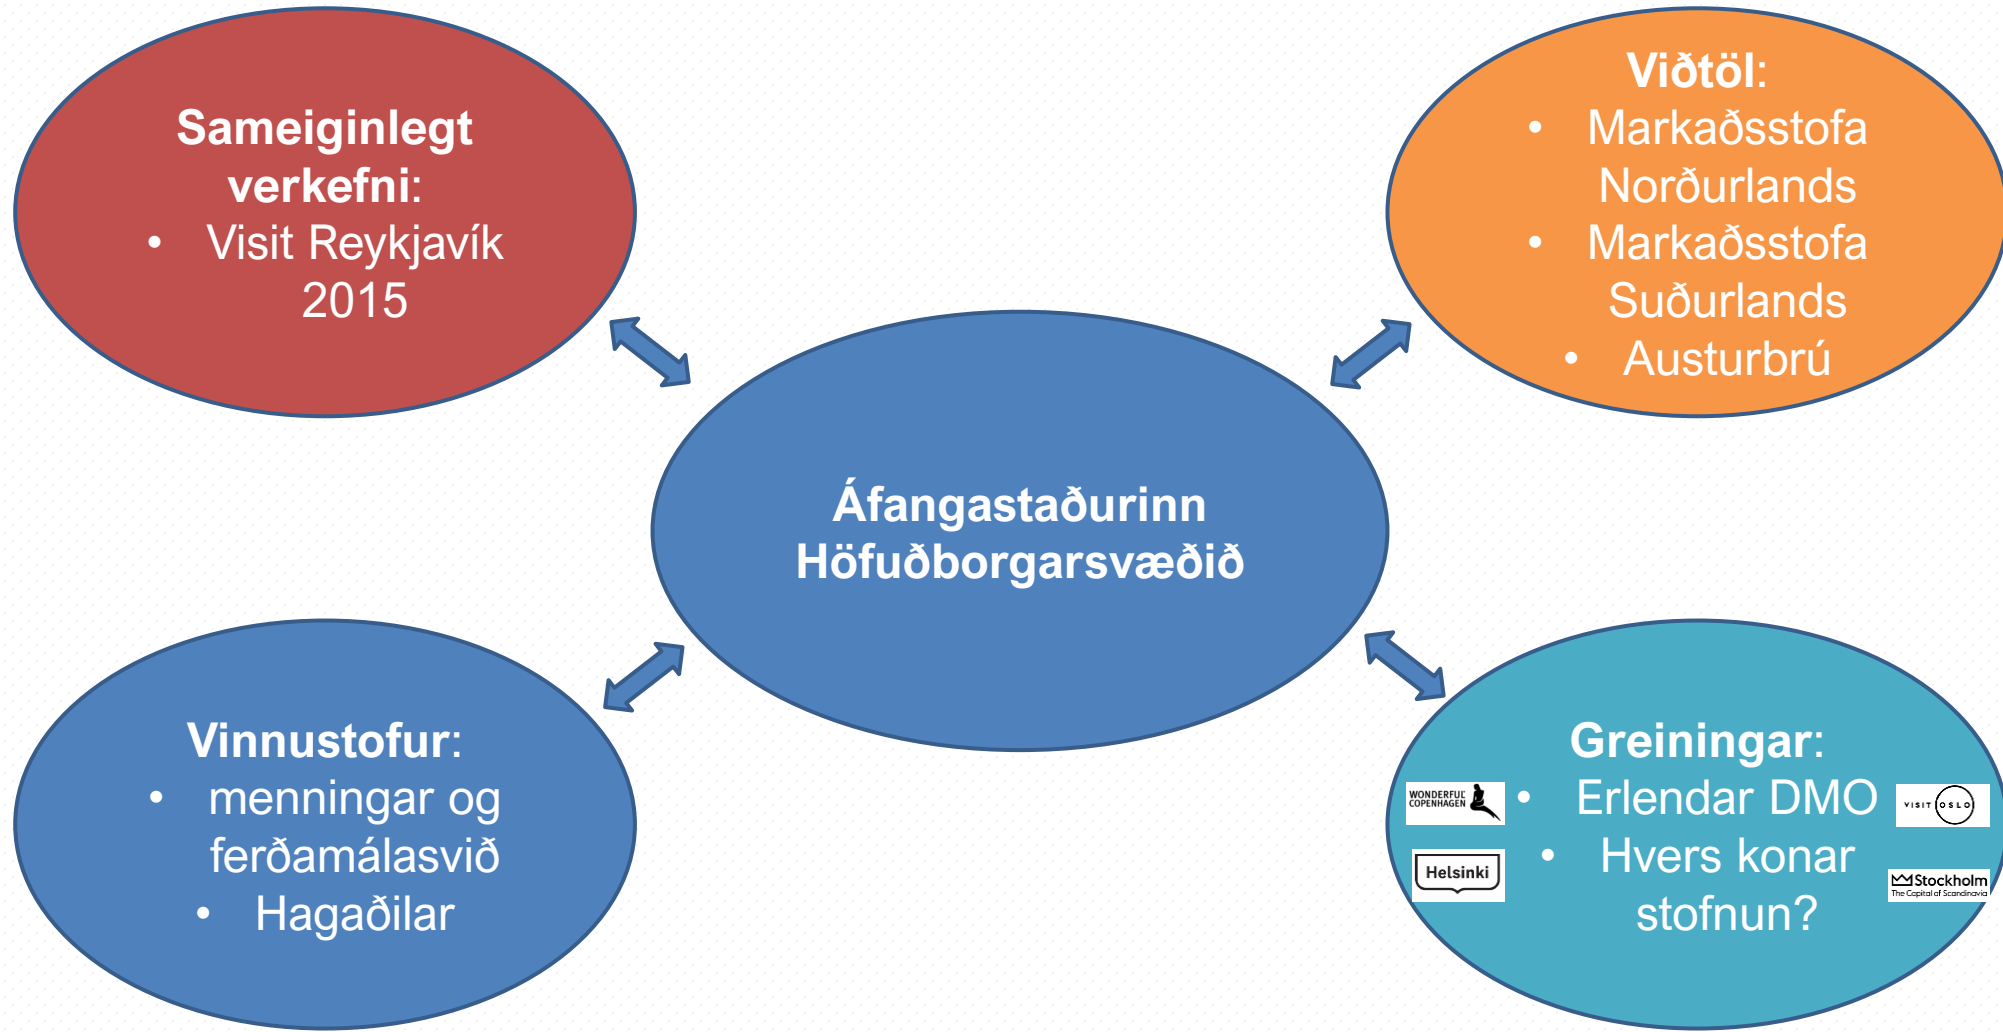 Sameiginlegt
verkefni:
• Visit Reykjavík
2015
Viðtöl:
• Markaðsstofa
Norðurlands
• Markaðsstofa
Suðurlands
• Austurbrú
Áfangastaðurinn
Höfuðborgarsvæðið
Vinnustofur:
• menningar og
ferðamálasvið
• Hagaðilar
Greiningar:
• Erlendar DMO
• Hvers konar
stofnun?
WONDERFUL
COPENHAGEN
Helsinki
VISIT OSLO
Stockholm
The Capital of Scandinavia